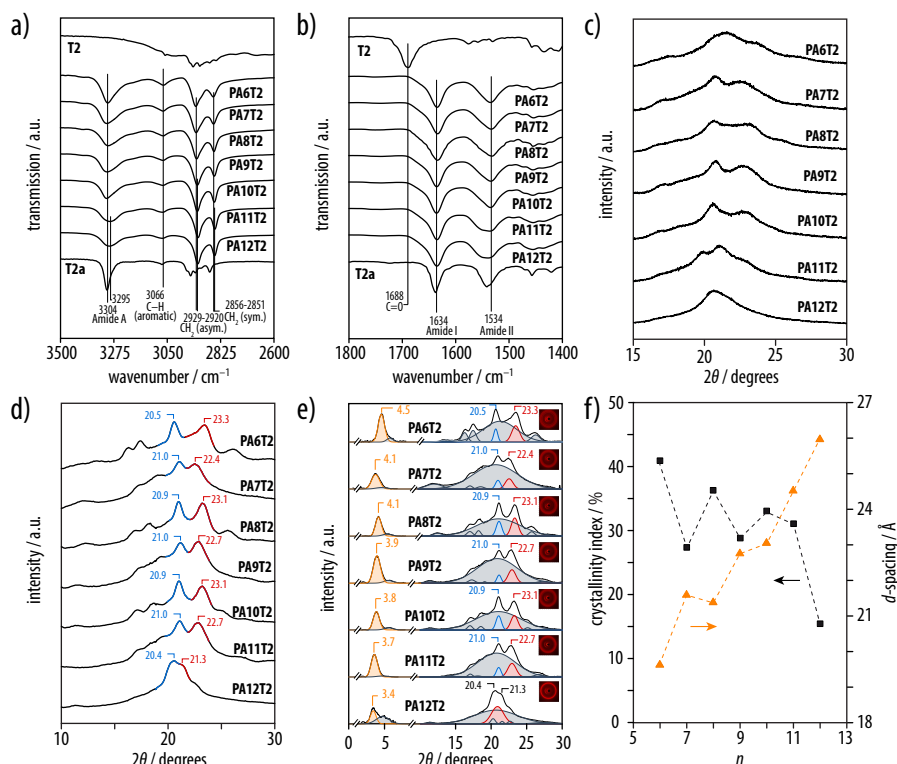 a)
T2
PA6T2
PA7T2
PA8T2
PA9T2
PA10T2
PA11T2
PA12T2
T2a
3295
3304
Amide A
3066
C–H
(aromatic)
2929-2920
CH2 (asym.)
2856-2851
CH2 (sym.)
transmission / a.u.
3500 3275 3050 2825 2600
wavenumber / cm−1
b)
T2
PA6T2
PA7T2
PA8T2
PA9T2
PA10T2
PA11T2
PA12T2
T2a
1688
C=O
1634
Amide I
1534
Amide II
transmission / a.u.
1800 1700 1600 1500 1400
wavenumber / cm−1
c)
PA6T2
PA7T2
PA8T2
PA9T2
PA10T2
PA11T2
PA12T2
intensity / a.u.
15 20 25 30
2θ / degrees
d)
20.5 23.3 PA6T2
21.0 22.4 PA7T2
20.9 23.1 PA8T2
21.0 22.7 PA9T2
20.9 23.1 PA10T2
21.0 22.7 PA11T2
20.4 21.3 PA12T2
intensity / a.u.
10 20 30
2θ / degrees
e)
4.5 PA6T2 20.5 23.3
4.1 PA7T2 21.0 22.4
4.1 PA8T2 20.9 23.1
3.9 PA9T2 21.0 22.7
3.8 PA10T2 20.9 23.1
3.7 PA11T2 21.0 22.7
3.4 PA12T2 20.4 21.3
intensity / a.u.
0 5 10 15 20 25 30
2θ / degrees
f)
crystallinity index / %
50
40
30
20
10
0
d-spacing / Å
27
24
21
18
5 7 9 11 13
n